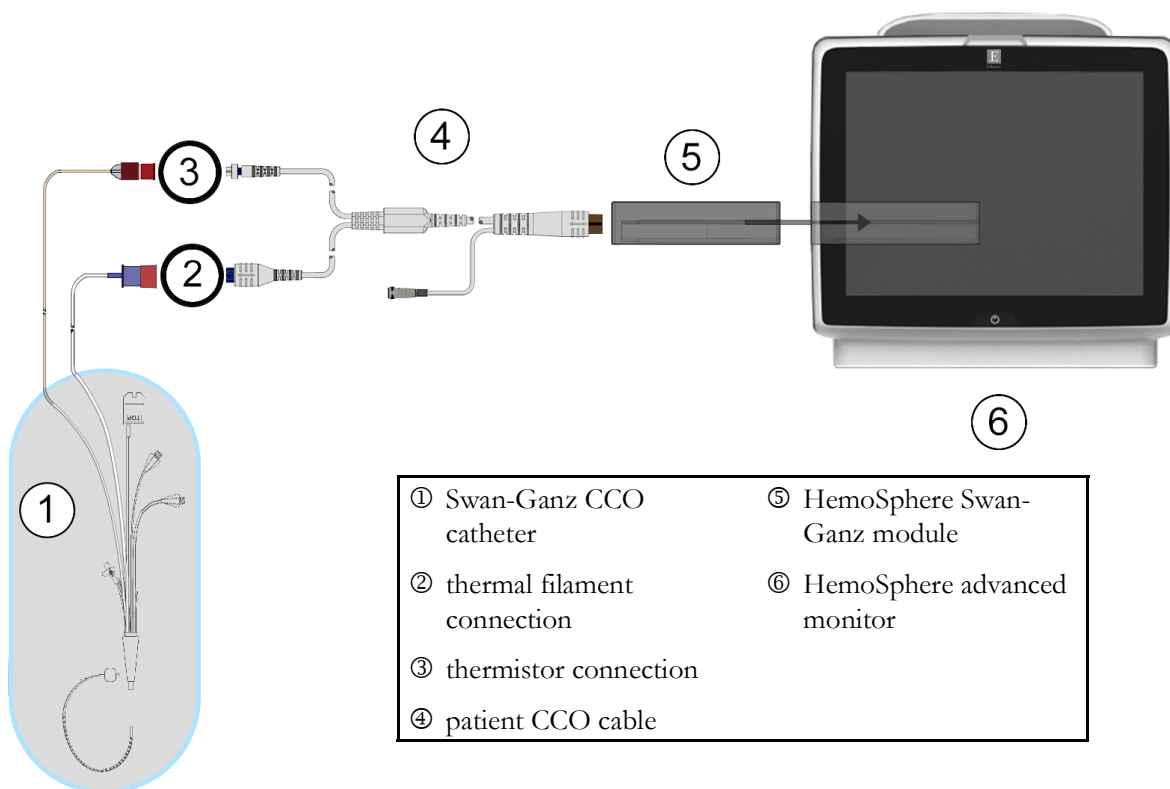 E
4
3
5
2
6
1
TOP
① Swan-Ganz CCO
catheter
② thermal filament
connection
③ thermistor connection
④ patient CCO cable
⑤ HemoSphere Swan-
Ganz module
⑥ HemoSphere advanced
monitor